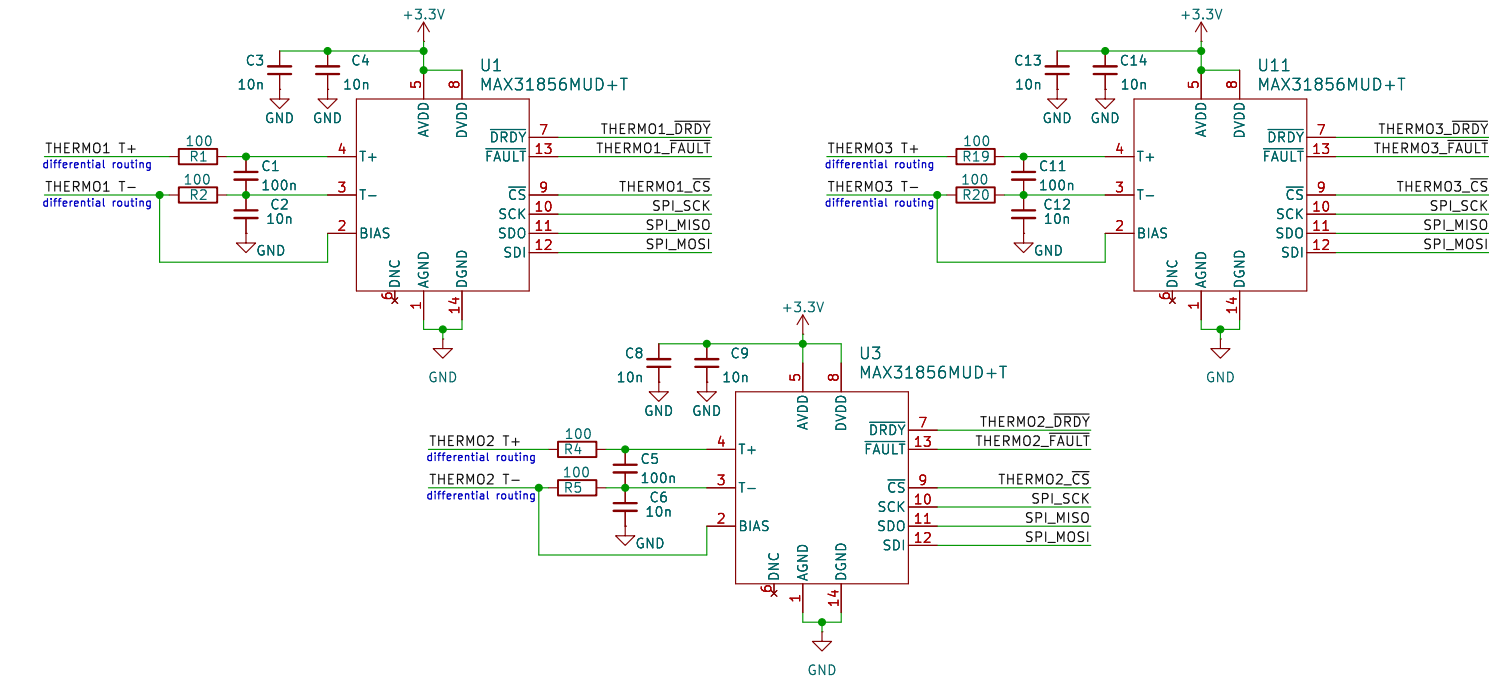 +3.3V
C3
10n
C4
10n
GND
GND
U1
MAX31856MUD+T
5
8
AVDD
DVDD
THERMO1 T+
differential routing
100
R1
C1
100n
4
T+
THERMO1 T-
differential routing
100
R2
C2
10n
GND
3
T-
2
BIAS
DRDY
7
THERMO1_DRDY
FAULT
13
THERMO1_FAULT
CS
9
THERMO1_CS
SCK
10
SPI_SCK
SDO
11
SPI_MISO
SDI
12
SPI_MOSI
DNC
AGND
DGND
6
1
14
GND
+3.3V
C13
10n
C14
10n
GND
GND
U11
MAX31856MUD+T
5
8
AVDD
DVDD
THERMO3 T+
differential routing
100
R19
C11
100n
4
T+
THERMO3 T-
differential routing
100
R20
C12
10n
GND
3
T-
2
BIAS
DRDY
7
THERMO3_DRDY
FAULT
13
THERMO3_FAULT
CS
9
THERMO3_CS
SCK
10
SPI_SCK
SDO
11
SPI_MISO
SDI
12
SPI_MOSI
DNC
AGND
DGND
6
1
14
GND
+3.3V
C8
10n
C9
10n
GND
GND
U3
MAX31856MUD+T
5
8
AVDD
DVDD
THERMO2 T+
differential routing
100
R4
C5
100n
4
T+
THERMO2 T-
differential routing
100
R5
C6
10n
GND
3
T-
2
BIAS
DRDY
7
THERMO2_DRDY
FAULT
13
THERMO2_FAULT
CS
9
THERMO2_CS
SCK
10
SPI_SCK
SDO
11
SPI_MISO
SDI
12
SPI_MOSI
DNC
AGND
DGND
6
1
14
GND